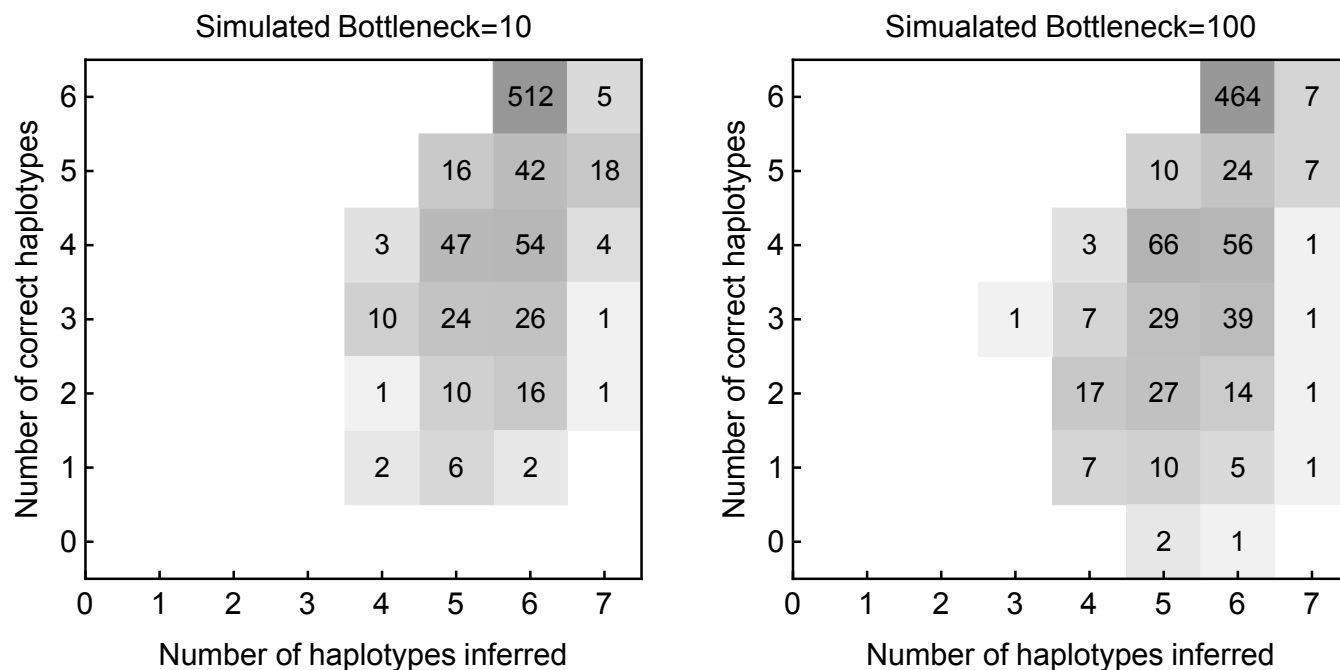 Simulated Bottleneck=10
6 512 5
5 16 42 18
4 3 47 54 4
3 10 24 26 1
2 1 10 16 1
1 2 6 2
0
0 1 2 3 4 5 6 7
Number of correct haplotypes
Number of haplotypes inferred
Simualated Bottleneck=100
6 464 7
5 10 24 7
4 3 66 56 1
3 1 7 29 39 1
2 17 27 14 1
1 7 10 5 1
0 2 1
0 1 2 3 4 5 6 7
Number of correct haplotypes
Number of haplotypes inferred